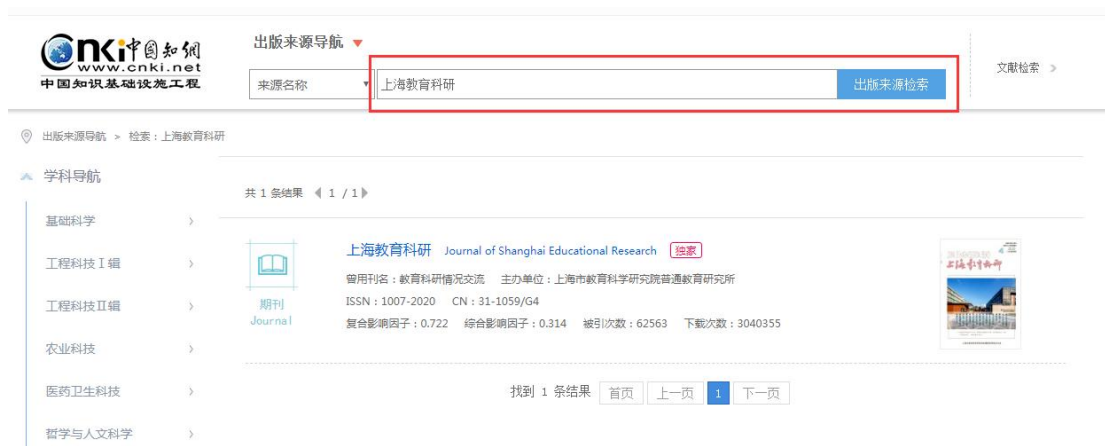 Cnki中国知网
www.cnki.net
中国知识基础设施工程
出版来源导航 ▼
来源名称
上海教育科研
出版来源检索
文献检索 >
出版来源导航 > 检索：上海教育科研
学科导航
基础科学
工程科技Ⅰ辑
工程科技Ⅱ辑
农业科技
医药卫生科技
哲学与人文科学
共 1 条结果 1 / 1
上海教育科研 Journal of Shanghai Educational Research 独家
曾用刊名：教育科研情况交流 主办单位：上海市教育科学研究院普通教育研究所
期刊
Journal
ISSN：1007-2020 CN：31-1059/G4
复合影响因子：0.722 综合影响因子：0.314 被引次数：62563 下载次数：3040355
上海教育科研
找到 1 条结果 首页 上一页 1 下一页